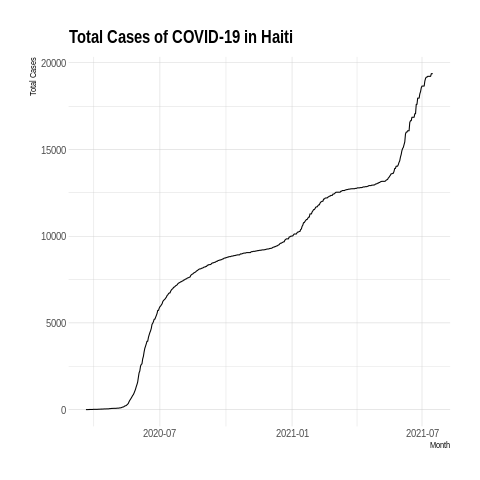 Total Cases of COVID-19 in Haiti
Total Cases
20000
15000
10000
5000
0
2020-07
2021-01
2021-07
Month